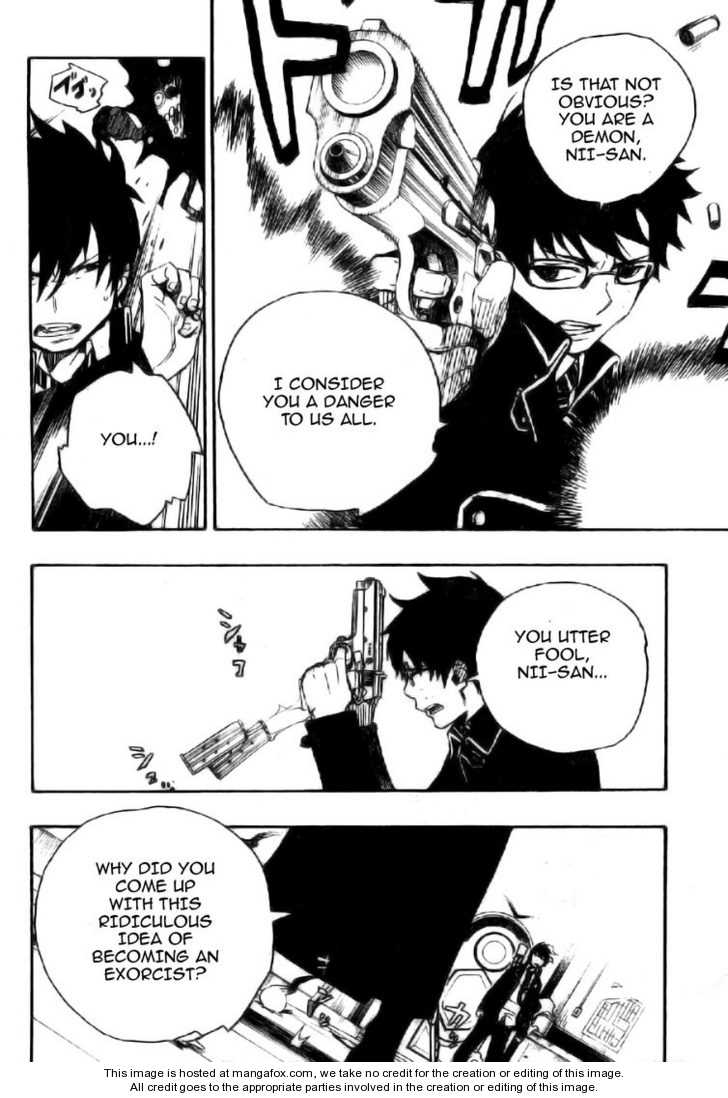 IS THAT NOT
OBVIOUS?
YOU ARE A
DEMON,
NII-SAN.
I CONSIDER
YOU A DANGER
TO US ALL.
YOU...!
YOU UTTER
FOOL,
NII-SAN...
WHY DID YOU
COME UP
WITH THIS
RIDICULOUS
IDEA OF
BECOMING AN
EXORCIST?
This image is hosted at mangafox.com, we take no credit for the creation or editing of this image.
All credit goes to the appropriate parties involved in the creation or editing of this image.